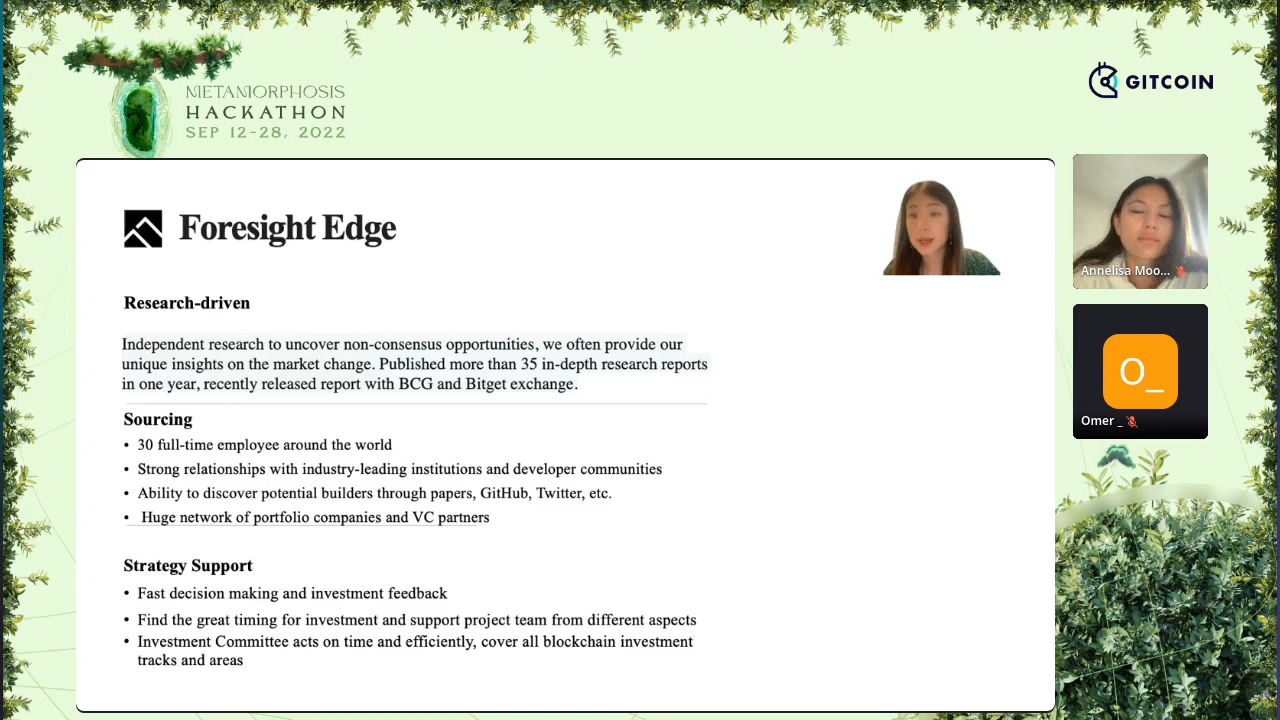 METAMORPHOSIS
HACKATHON
SEP 12-28, 2022
GITCOIN
Foresight Edge
Research-driven
Independent research to uncover non-consensus opportunities, we often provide our
unique insights on the market change. Published more than 35 in-depth research reports
in one year, recently released report with BCG and Bitget exchange.
Sourcing
• 30 full-time employee around the world
• Strong relationships with industry-leading institutions and developer communities
• Ability to discover potential builders through papers, GitHub, Twitter, etc.
• Huge network of portfolio companies and VC partners
Strategy Support
• Fast decision making and investment feedback
• Find the great timing for investment and support project team from different aspects
• Investment Committee acts on time and efficiently, cover all blockchain investment
tracks and areas
Annelisa Moo...
O_
Omer _